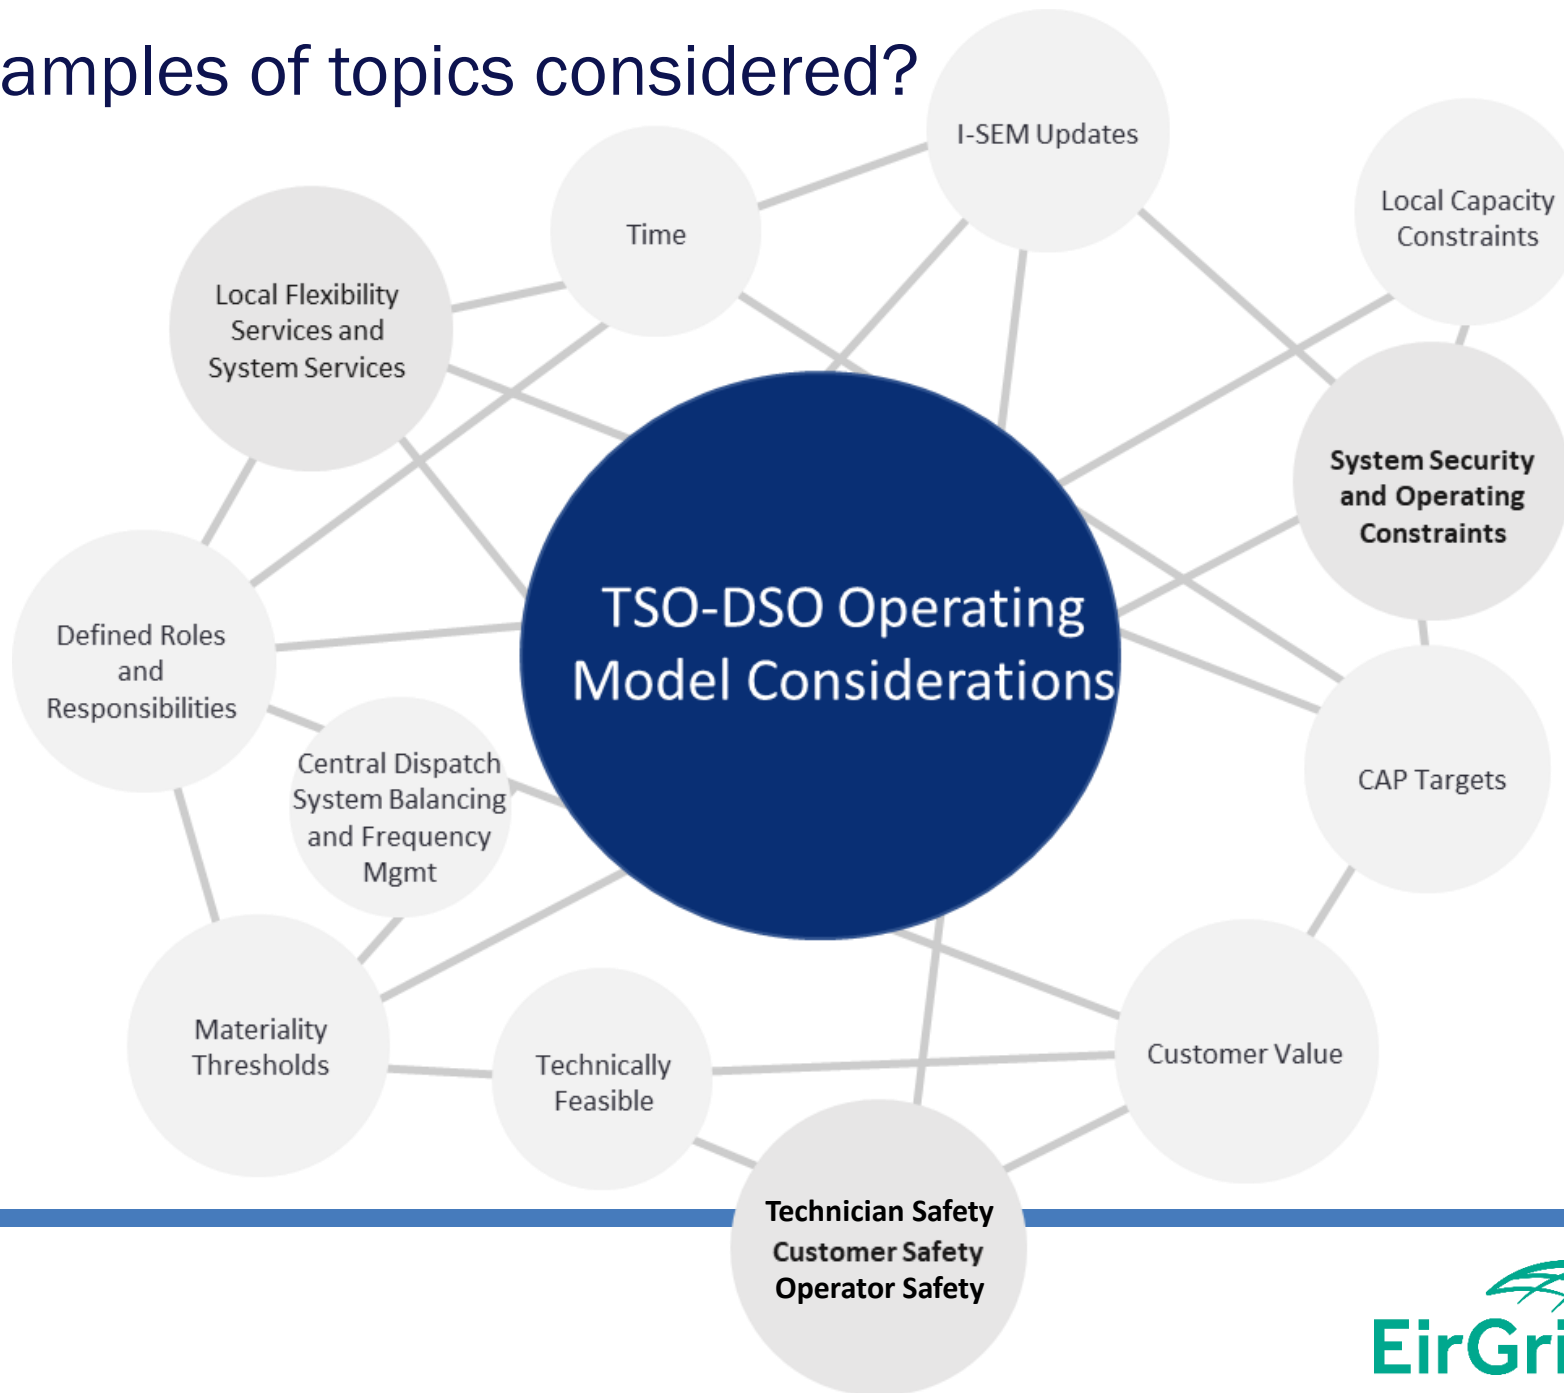 amples of topics considered?
I-SEM Updates
Time
Local Capacity
Constraints
Local Flexibility
Services and
System Services
System Security
and Operating
Constraints
TSO-DSO Operating
Model Considerations
Defined Roles
and
Responsibilities
Central Dispatch
System Balancing
and Frequency
Mgmt
CAP Targets
Materiality
Thresholds
Technically
Feasible
Customer Value
Technician Safety
Customer Safety
Operator Safety
EirGri